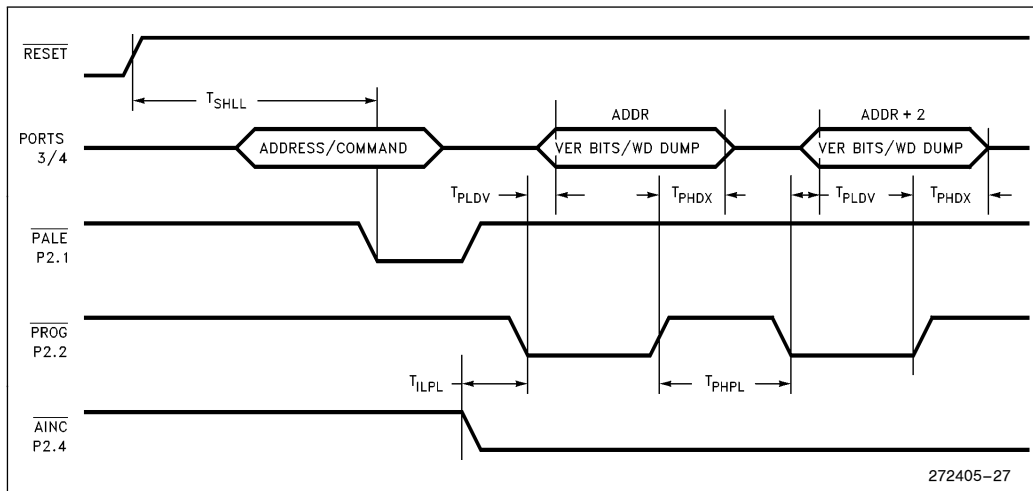 RESET
T_SHLL
PORTS
3/4
ADDRESS/COMMAND
ADDR
VER BITS/WD DUMP
ADDR + 2
VER BITS/WD DUMP
T_PLDV
T_PHDX
T_PLDV
T_PHDX
PALE
P2.1
PROG
P2.2
T_ILPL
T_PHPL
AINC
P2.4
272405–27